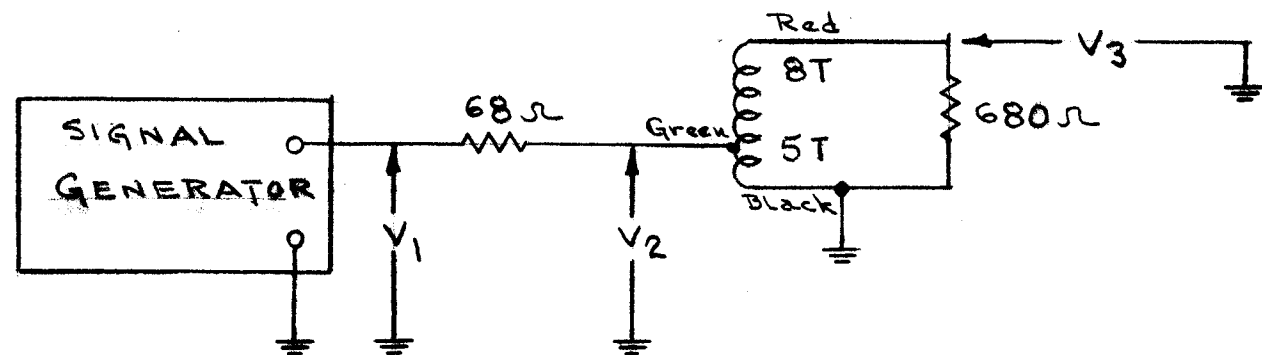 SIGNAL
GENERATOR
68Ω
V1
V2
Green
Red
8T
5T
Black
680Ω
V3